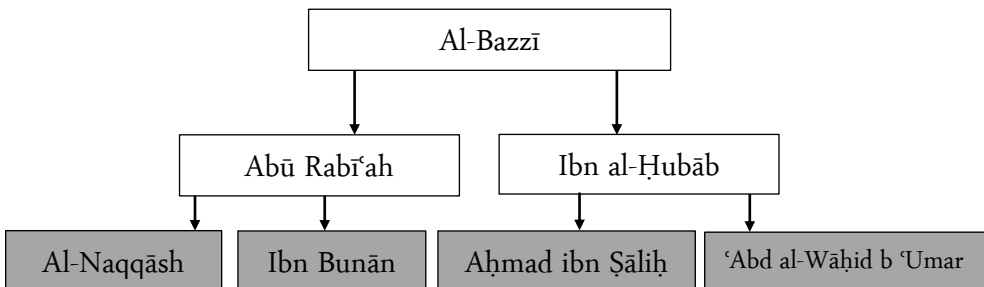 Al-Bazzī
Abū Rabīʿah
Ibn al-Ḥubāb
Al-Naqqāsh
Ibn Bunān
Aḥmad ibn Ṣāliḥ
ʿAbd al-Wāḥid b ʿUmar